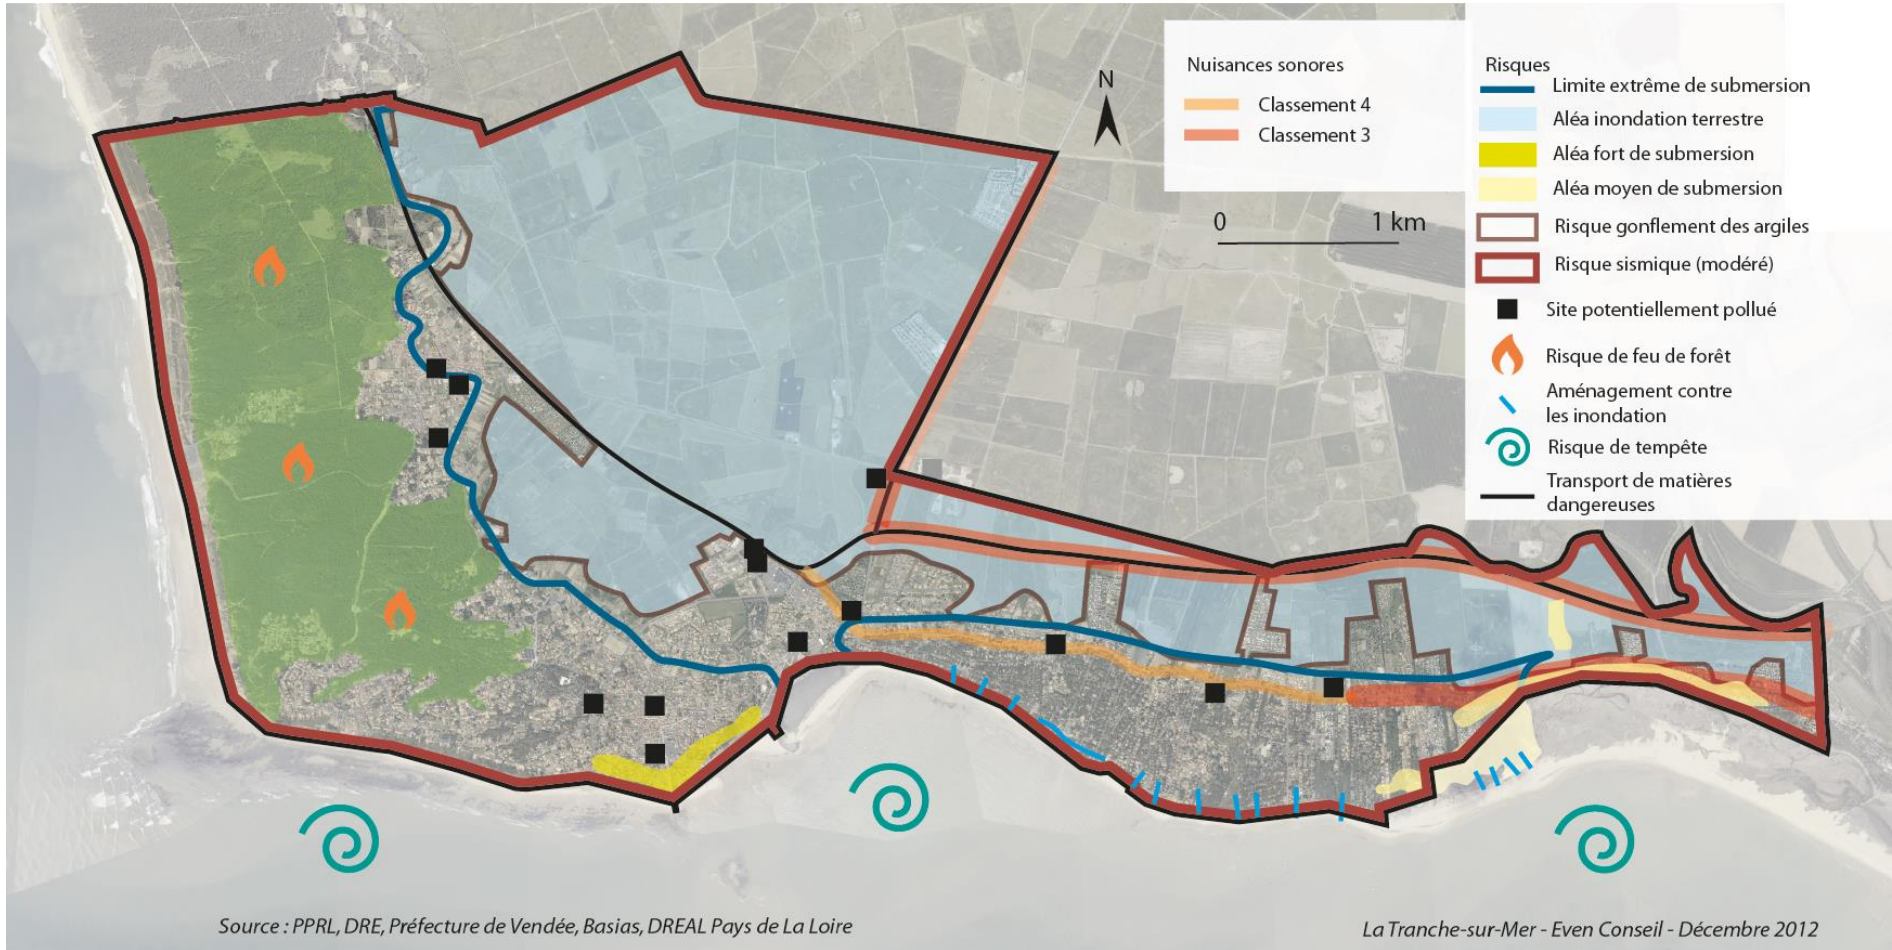 Nuisances sonores
Classement 4
Classement 3
N
0 1 km
Risques
Limite extrême de submersion
Aléa inondation terrestre
Aléa fort de submersion
Aléa moyen de submersion
Risque gonflement des argiles
Risque sismique (modéré)
Site potentiellement pollué
Risque de feu de forêt
Aménagement contre
les inondation
Risque de tempête
Transport de matières
dangereuses
Source : PPRL, DRE, Préfecture de Vendée, Basias, DREAL Pays de La Loire
La Tranche-sur-Mer - Even Conseil - Décembre 2012